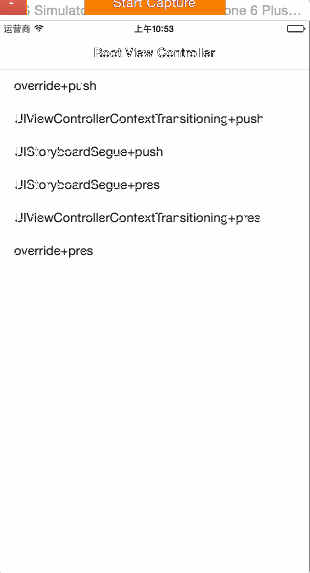 Start Capture
S Simulator
one 6 Plus...
运营商 上午10:53
Root View Controller
override+push
UIViewControllerContextTransitioning+push
UIStoryboardSegue+push
UIStoryboardSegue+pres
UIViewControllerContextTransitioning+pres
override+pres